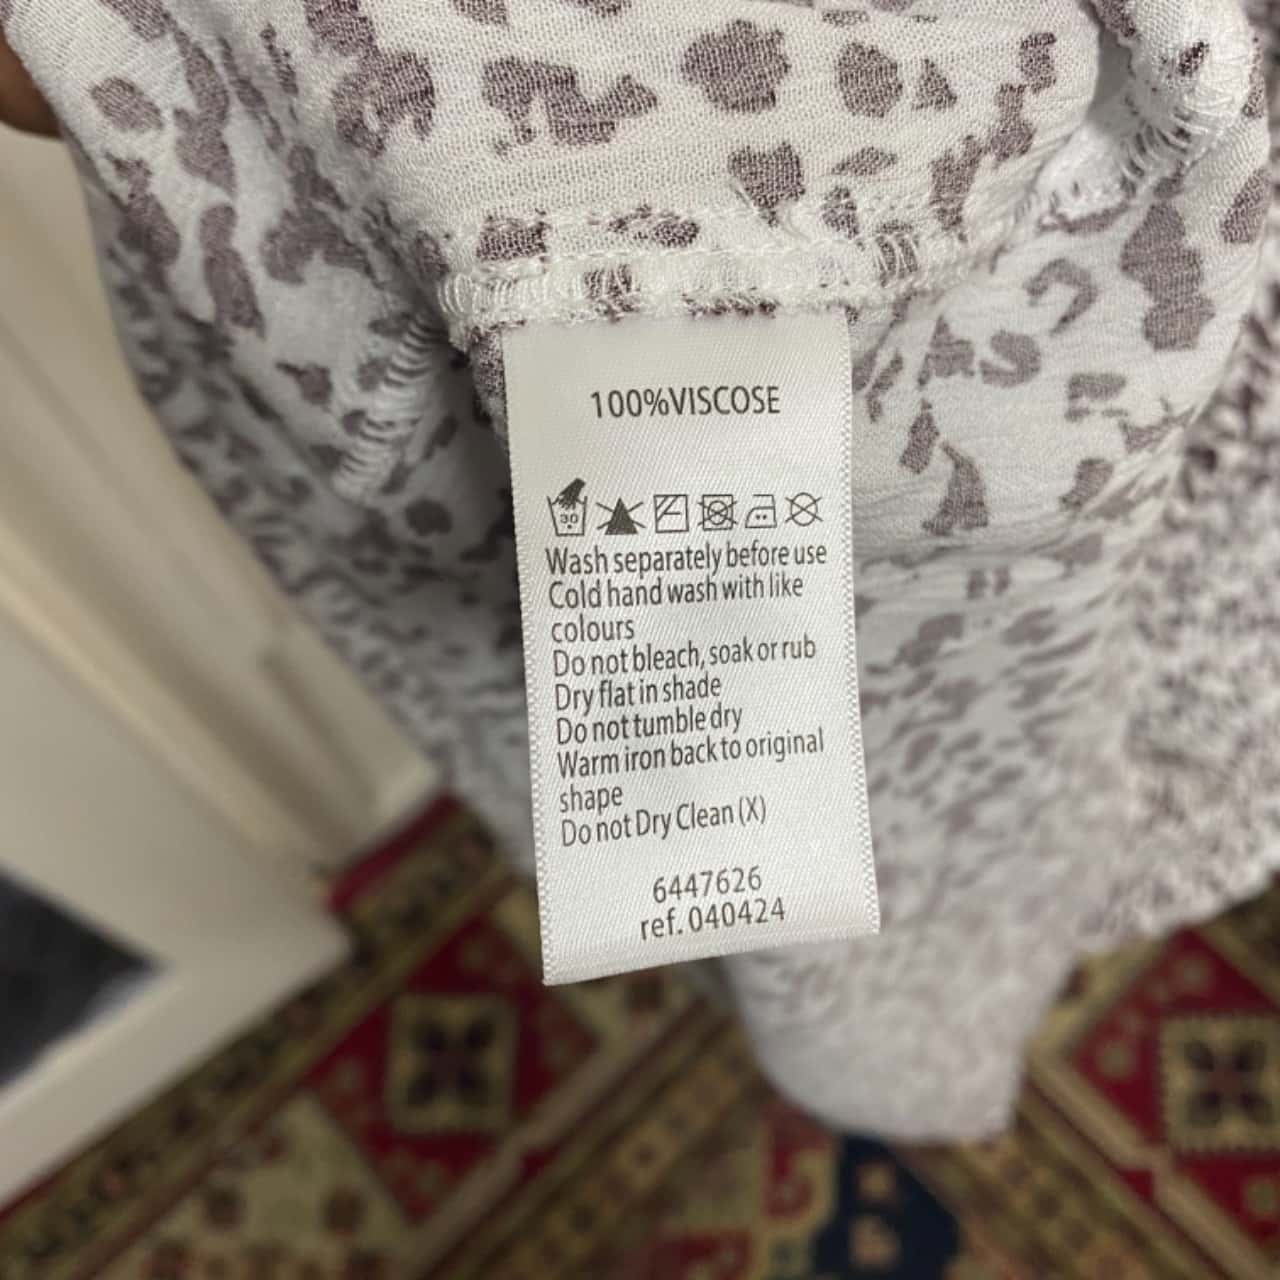 100%VISCOSE
30
Wash separately before use
Cold hand wash with like
colours
Do not bleach, soak or rub
Dry flat in shade
Do not tumble dry
Warm iron back to original
shape
Do not Dry Clean (X)
6447626
ref. 040424